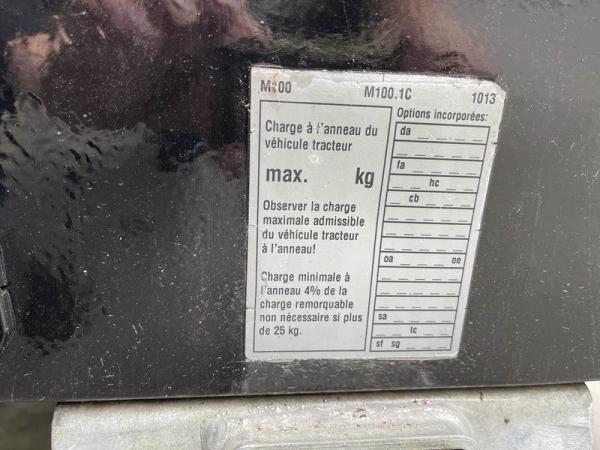 M100 M100.1C 1013
Charge à l'anneau du
véhicule tracteur
max. kg
Observer la charge
maximale admissible
du véhicule tracteur
à l'anneau!
Charge minimale à
l'anneau 4% de la
charge remorquable
non nécessaire si plus
de 25 kg.
Options incorporées:
da
fa
hc
cb
oa oe
sa
tc
st sg